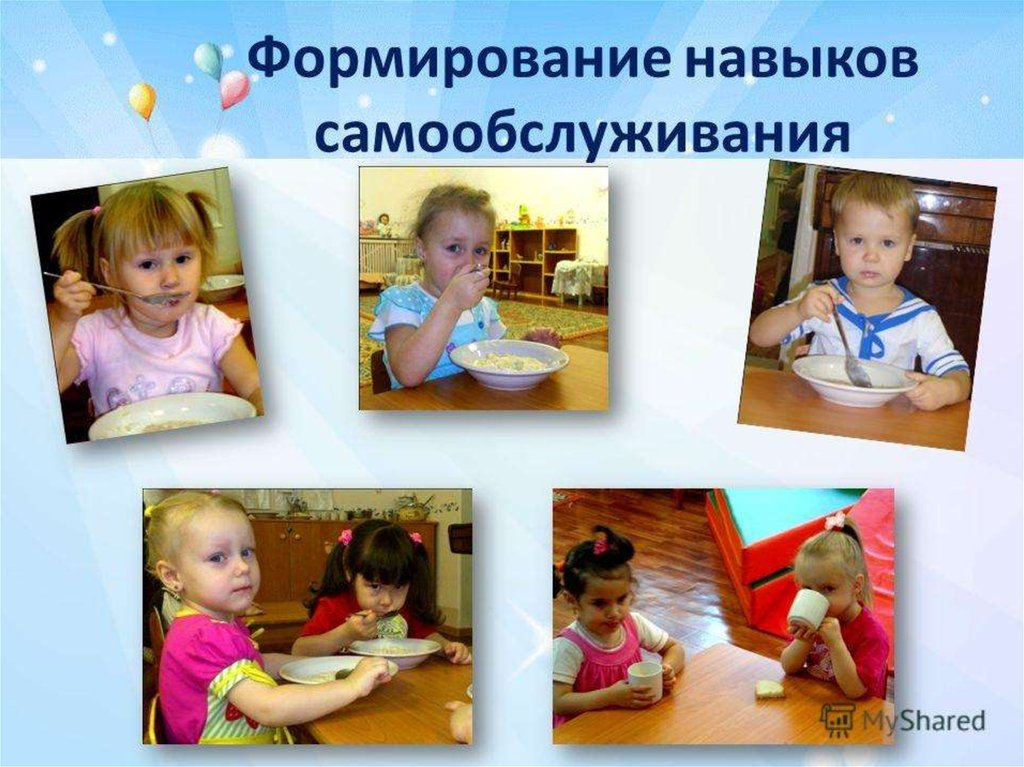 Формирование навыков
самообслуживания
MyShared